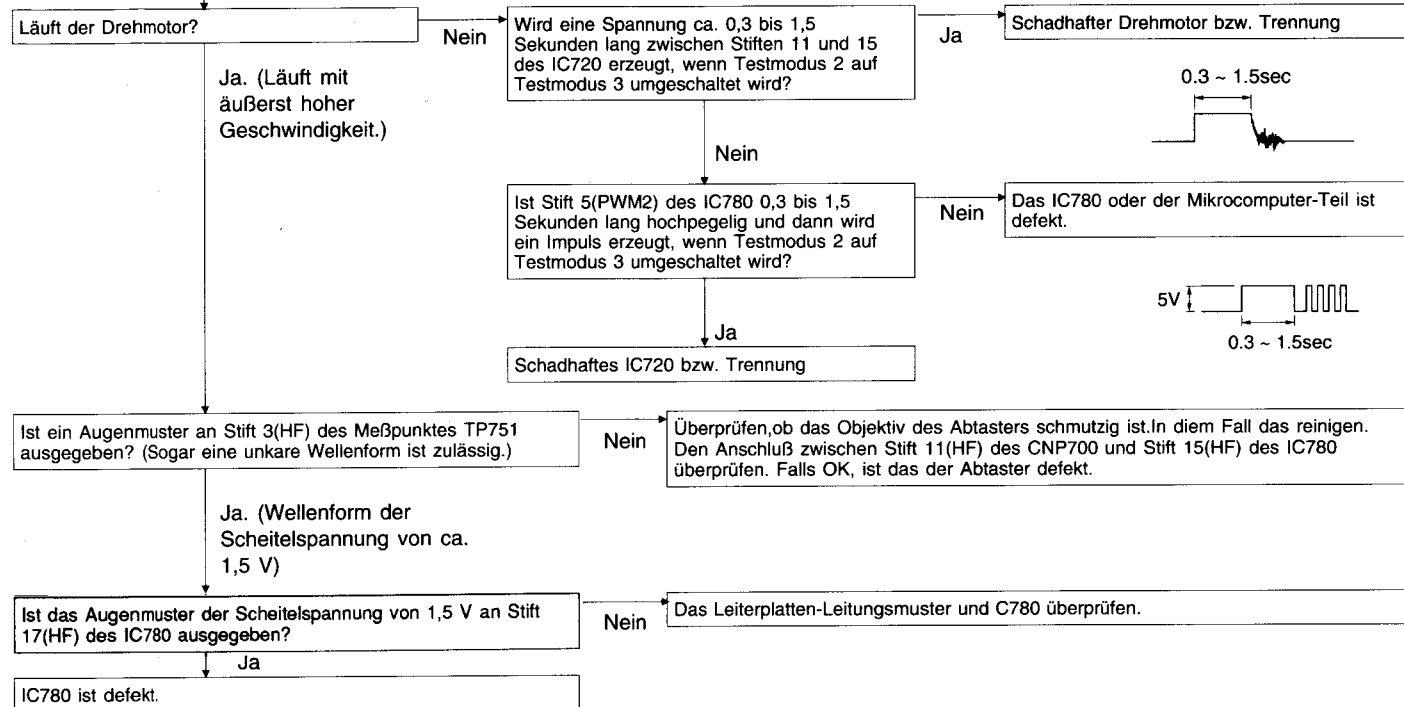 Läuft der Drehmotor?
Nein
Wird eine Spannung ca. 0,3 bis 1,5
Sekunden lang zwischen Stiften 11 und 15
des IC720 erzeugt, wenn Testmodus 2 auf
Testmodus 3 umgeschaltet wird?
Ja
Schadhafter Drehmotor bzw. Trennung
0.3 ~ 1.5sec
Ja. (Läuft mit
äußerst hoher
Geschwindigkeit.)
Nein
Ist Stift 5(PWM2) des IC780 0,3 bis 1,5
Sekunden lang hochpegelig und dann wird
ein Impuls erzeugt, wenn Testmodus 2 auf
Testmodus 3 umgeschaltet wird?
Nein
Das IC780 oder der Mikrocomputer-Teil ist
defekt.
5V
0.3 ~ 1.5sec
Ja
Schadhaftes IC720 bzw. Trennung
Ist ein Augenmuster an Stift 3(HF) des Meßpunktes TP751
ausgegeben? (Sogar eine unkare Wellenform ist zulässig.)
Nein
Überprüfen,ob das Objektiv des Abtasters schmutzig ist.In diem Fall das reinigen.
Den Anschluß zwischen Stift 11(HF) des CNP700 und Stift 15(HF) des IC780
überprüfen. Falls OK, ist das der Abtaster defekt.
Ja. (Wellenform der
Scheitelspannung von ca.
1,5 V)
Ist das Augenmuster der Scheitelspannung von 1,5 V an Stift
17(HF) des IC780 ausgegeben?
Nein
Das Leiterplatten-Leitungsmuster und C780 überprüfen.
Ja
IC780 ist defekt.